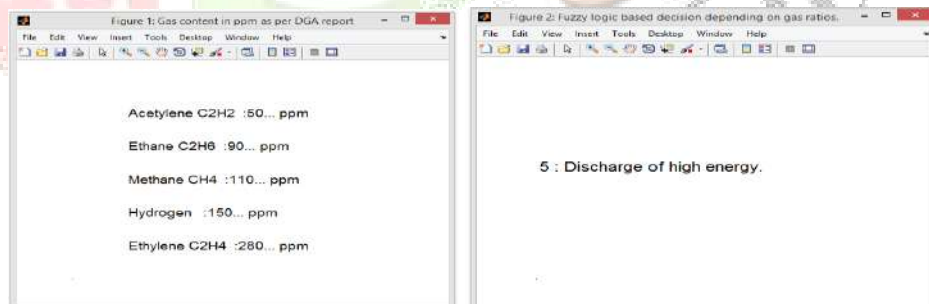 Figure 1: Gas content in ppm as per DGA report
File Edit View Insert Tools Desktop Window Help
Acetylene C2H2 :50... ppm
Ethane C2H6 :90... ppm
Methane CH4 :110... ppm
Hydrogen :150... ppm
Ethylene C2H4 :280... ppm
Figure 2: Fuzzy logic based decision depending on gas ratios.
File Edit View Insert Tools Desktop Window Help
5 : Discharge of high energy.